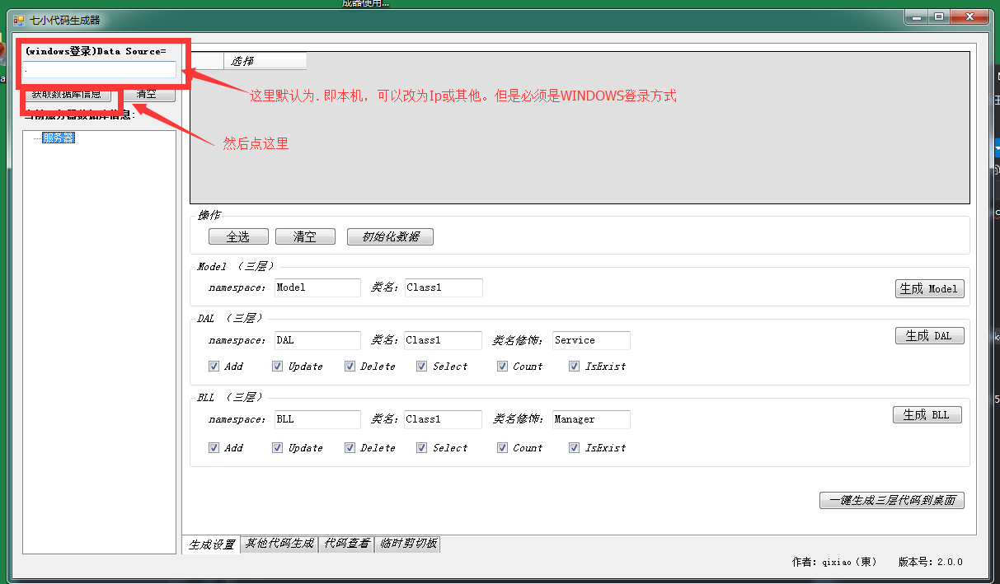 成器使用...
七小代码生成器
(windows登录)Data Source=
.
获取数据库信息
清空
当前服务器数据库信息:
服务器
选择
这里默认为. 即本机，可以改为Ip或其他。但是必须是WINDOWS登录方式
然后点这里
操作
全选
清空
初始化数据
Model （三层）
namespace: Model 类名: Class1
生成 Model
DAL （三层）
namespace: DAL 类名: Class1 类名修饰: Service
生成 DAL
Add Update Delete Select Count IsExist
BLL （三层）
namespace: BLL 类名: Class1 类名修饰: Manager
生成 BLL
Add Update Delete Select Count IsExist
一键生成三层代码到桌面
生成设置 其他代码生成 代码查看 临时剪切板
作者: qixiao（東） 版本号: 2.0.0